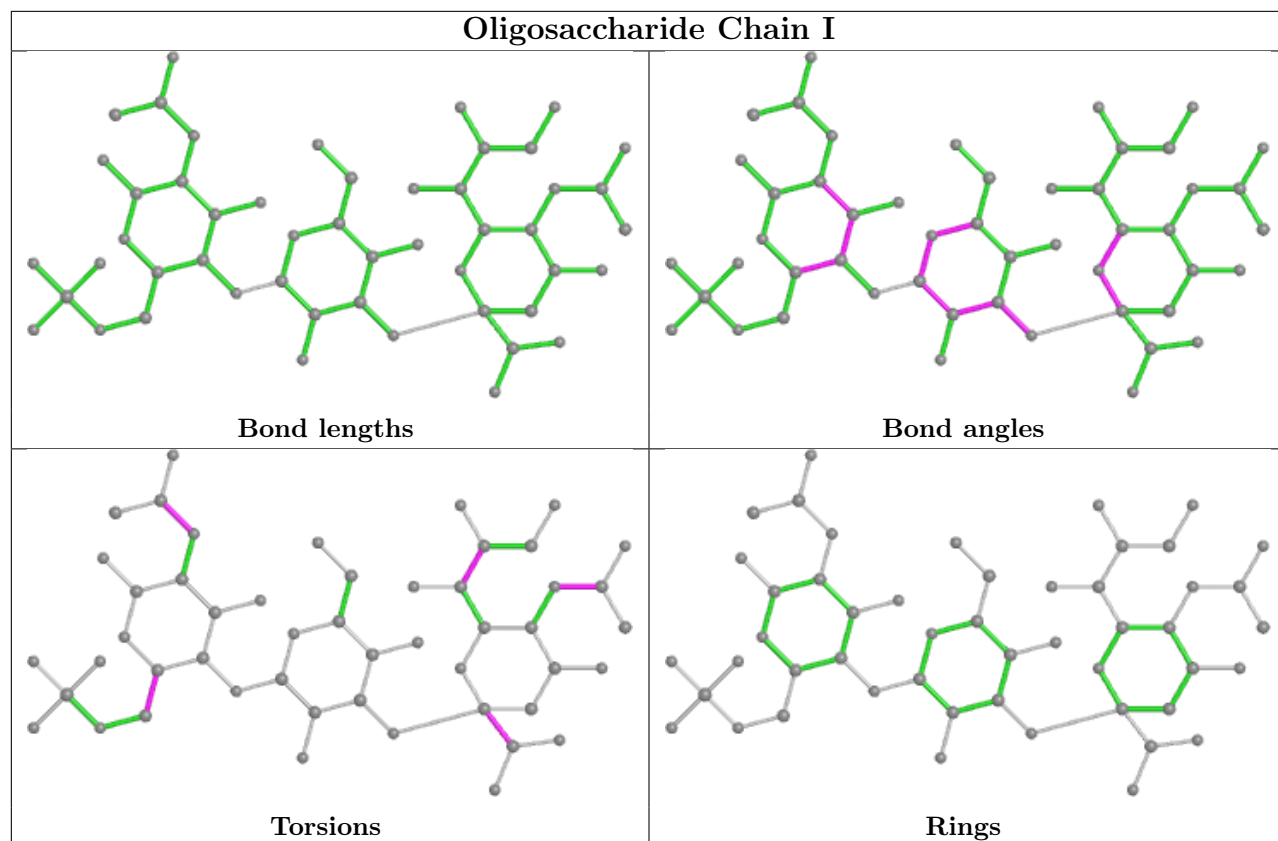 Oligosaccharide Chain I
Bond lengths
Bond angles
Torsions
Rings